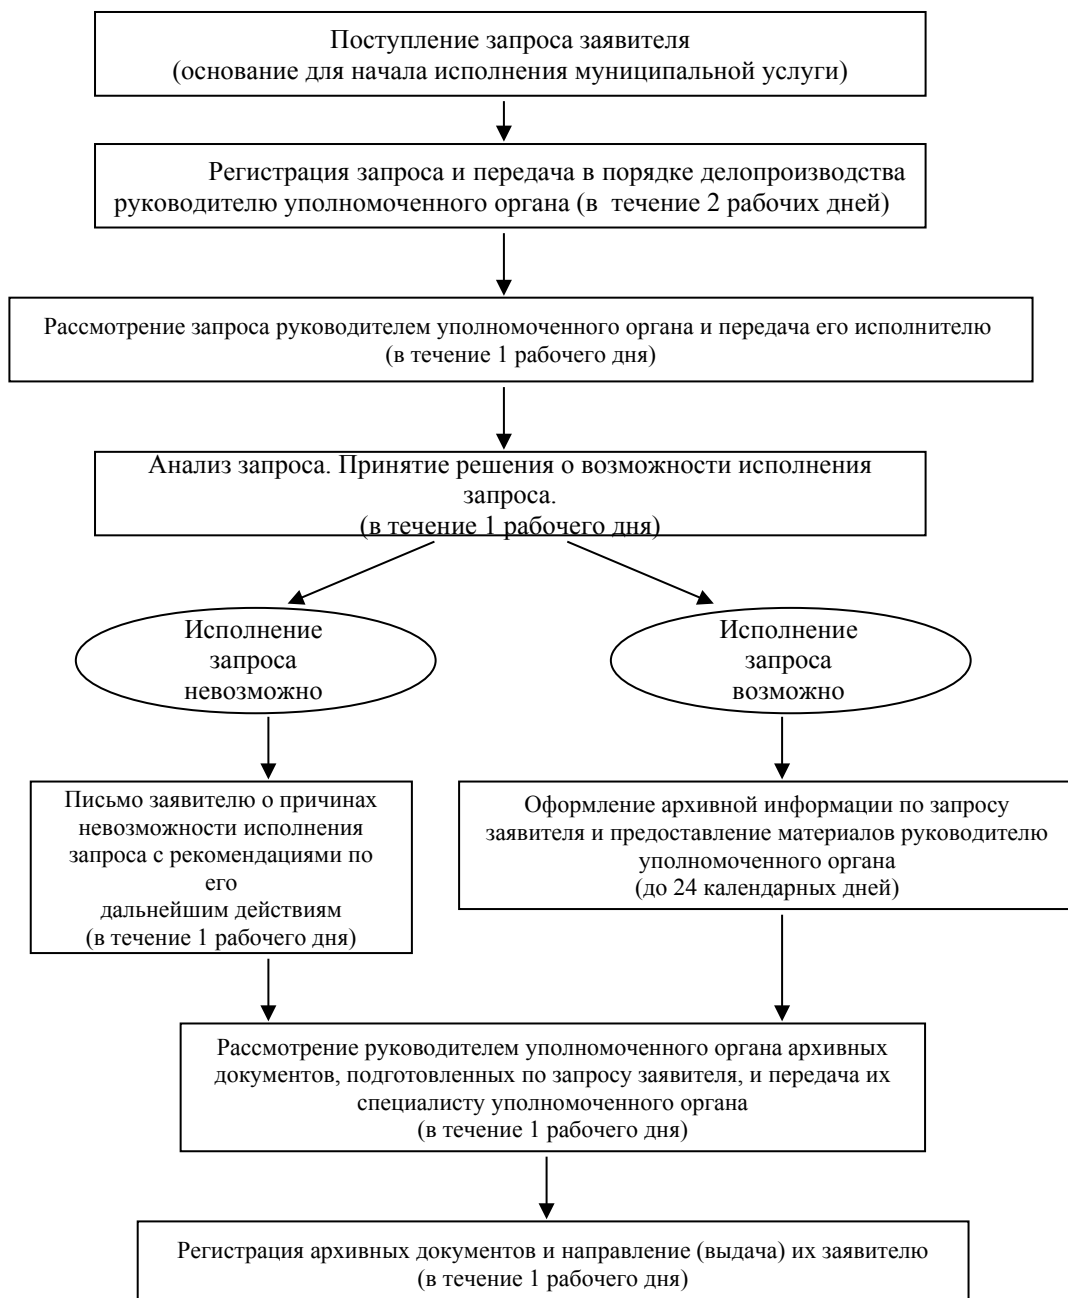 Поступление запроса заявителя
(основание для начала исполнения муниципальной услуги)
Регистрация запроса и передача в порядке делопроизводства
руководителю уполномоченного органа (в течение 2 рабочих дней)
Рассмотрение запроса руководителем уполномоченного органа и передача его исполнителю
(в течение 1 рабочего дня)
Анализ запроса. Принятие решения о возможности исполнения
запроса.
(в течение 1 рабочего дня)
Исполнение
запроса
невозможно
Исполнение
запроса
возможно
Письмо заявителю о причинах
невозможности исполнения
запроса с рекомендациями по
его
дальнейшим действиям
(в течение 1 рабочего дня)
Оформление архивной информации по запросу
заявителя и предоставление материалов руководителю
уполномоченного органа
(до 24 календарных дней)
Рассмотрение руководителем уполномоченного органа архивных
документов, подготовленных по запросу заявителя, и передача их
специалисту уполномоченного органа
(в течение 1 рабочего дня)
Регистрация архивных документов и направление (выдача) их заявителю
(в течение 1 рабочего дня)